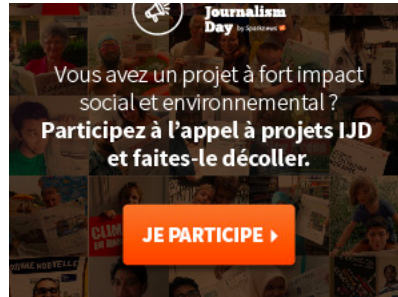 Journalism
Day by Sparknews
Vous avez un projet à fort impact
social et environnemental ?
Participez à l'appel à projets IJD
et faites-le décoller.
CLIM
JE PARTICIPE